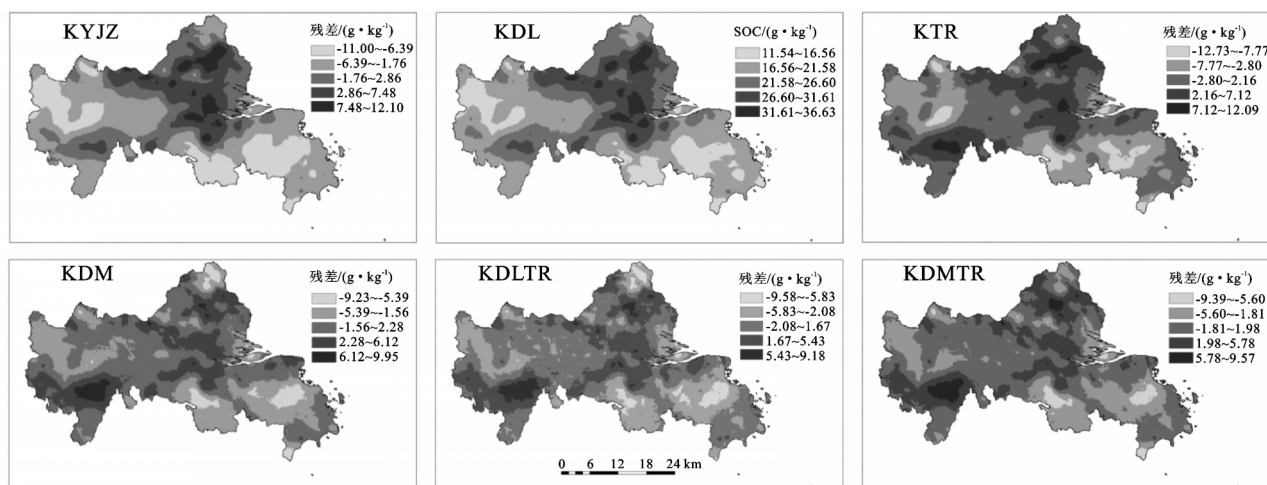 KYJZ
残差/(g·kg⁻¹)
-11.00~-6.39
-6.39~-1.76
-1.76~2.86
2.86~7.48
7.48~12.10
KDL
SOC/(g·kg⁻¹)
11.54~16.56
16.56~21.58
21.58~26.60
26.60~31.61
31.61~36.63
KTR
残差/(g·kg⁻¹)
-12.73~-7.77
-7.77~-2.80
-2.80~2.16
2.16~7.12
7.12~12.09
KDM
残差/(g·kg⁻¹)
-9.23~-5.39
-5.39~-1.56
-1.56~2.28
2.28~6.12
6.12~9.95
KDLTR
残差/(g·kg⁻¹)
-9.58~-5.83
-5.83~-2.08
-2.08~1.67
1.67~5.43
5.43~9.18
0 6 12 18 24 km
KDMTR
残差/(g·kg⁻¹)
-9.39~-5.60
-5.60~-1.81
-1.81~1.98
1.98~5.78
5.78~9.57